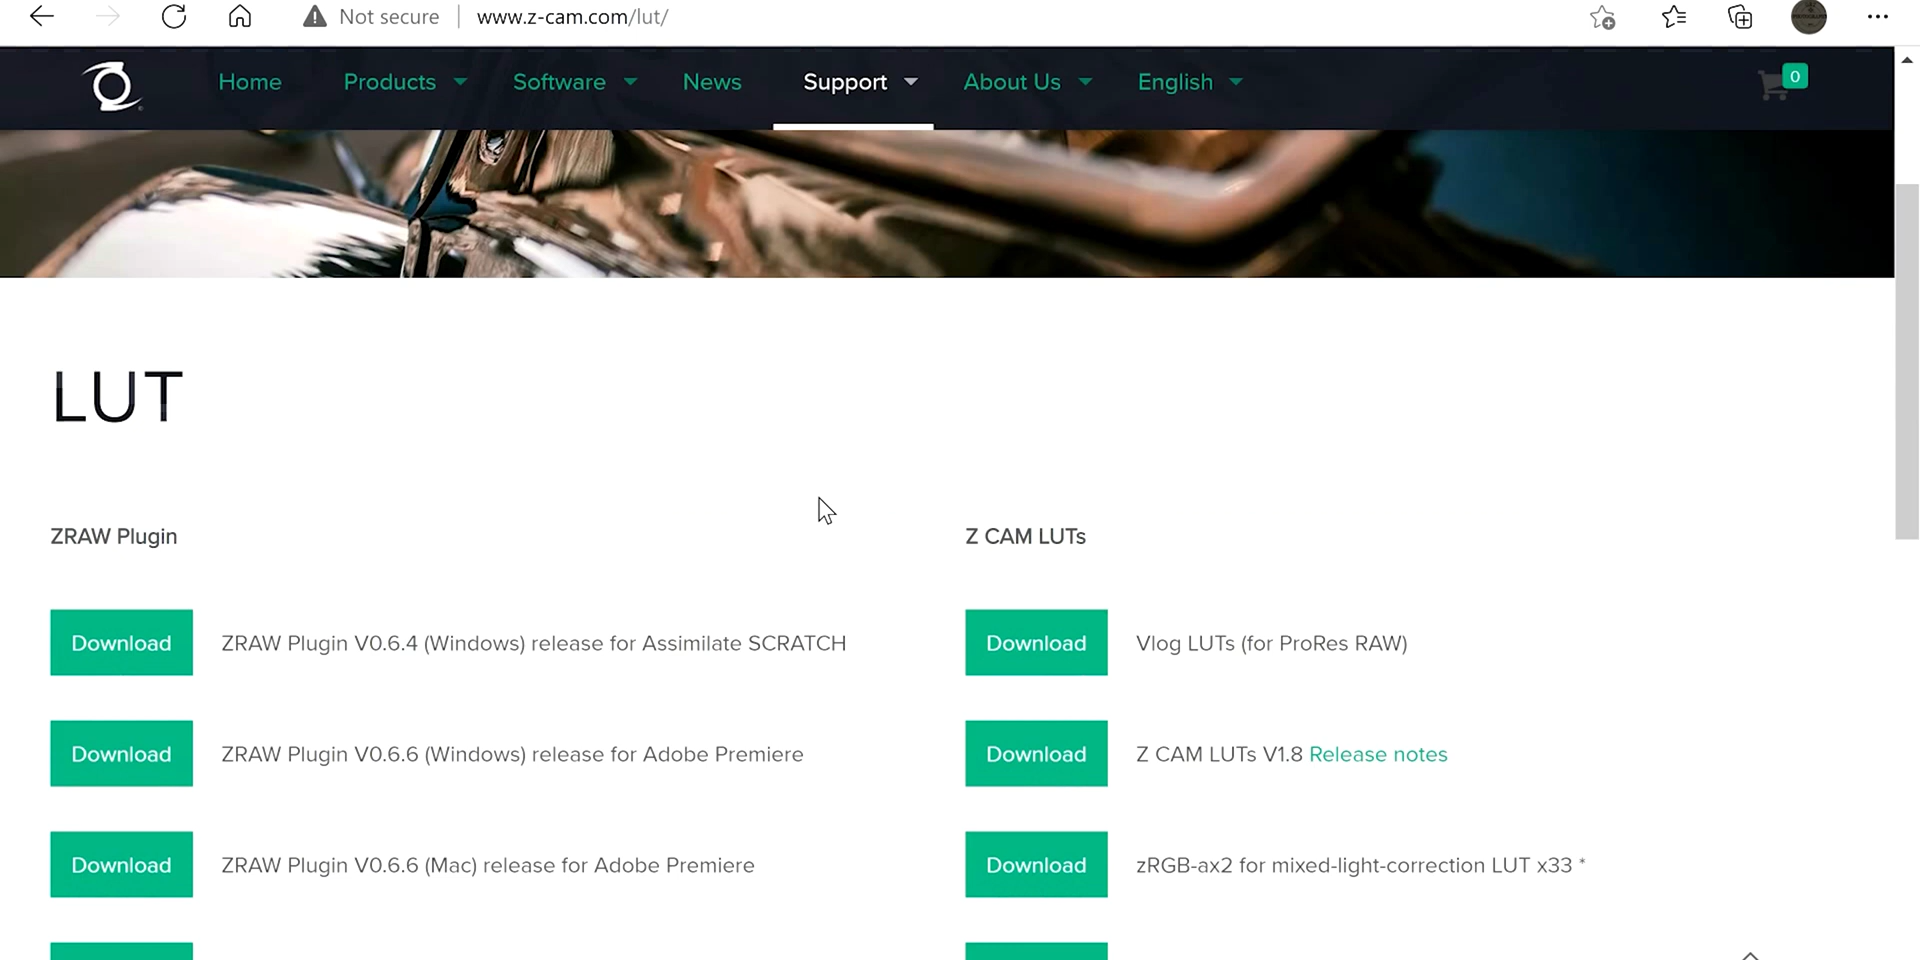 Not secure | www.z-cam.com/lut/
Home Products Software News Support About Us English 0
LUT
ZRAW Plugin
Download ZRAW Plugin V0.6.4 (Windows) release for Assimilate SCRATCH
Download ZRAW Plugin V0.6.6 (Windows) release for Adobe Premiere
Download ZRAW Plugin V0.6.6 (Mac) release for Adobe Premiere
Z CAM LUTs
Download Vlog LUTs (for ProRes RAW)
Download Z CAM LUTs V1.8 Release notes
Download zRGB-ax2 for mixed-light-correction LUT x33 *